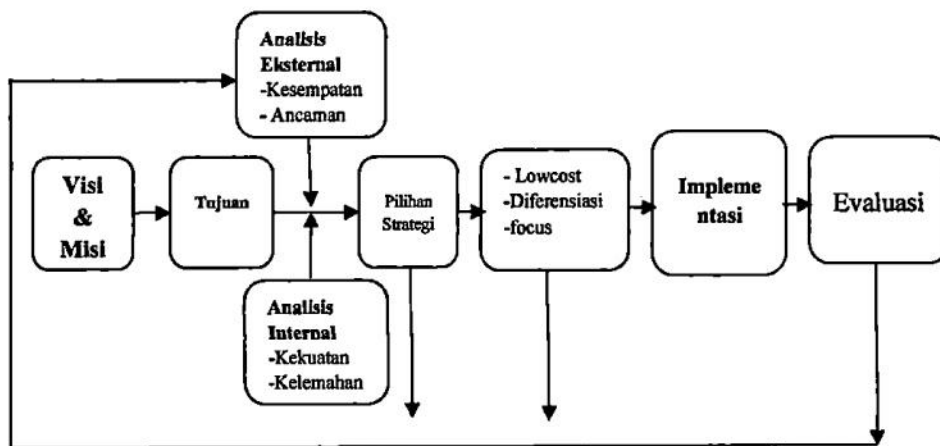 Analisis
Eksternal
-Kesempatan
- Ancaman
Visi
&
Misi
Tujuan
Pilihan
Strategi
- Lowcost
-Diferensiasi
-focus
Impleme
ntasi
Evaluasi
Analisis
Internal
-Kekuatan
-Kelemahan